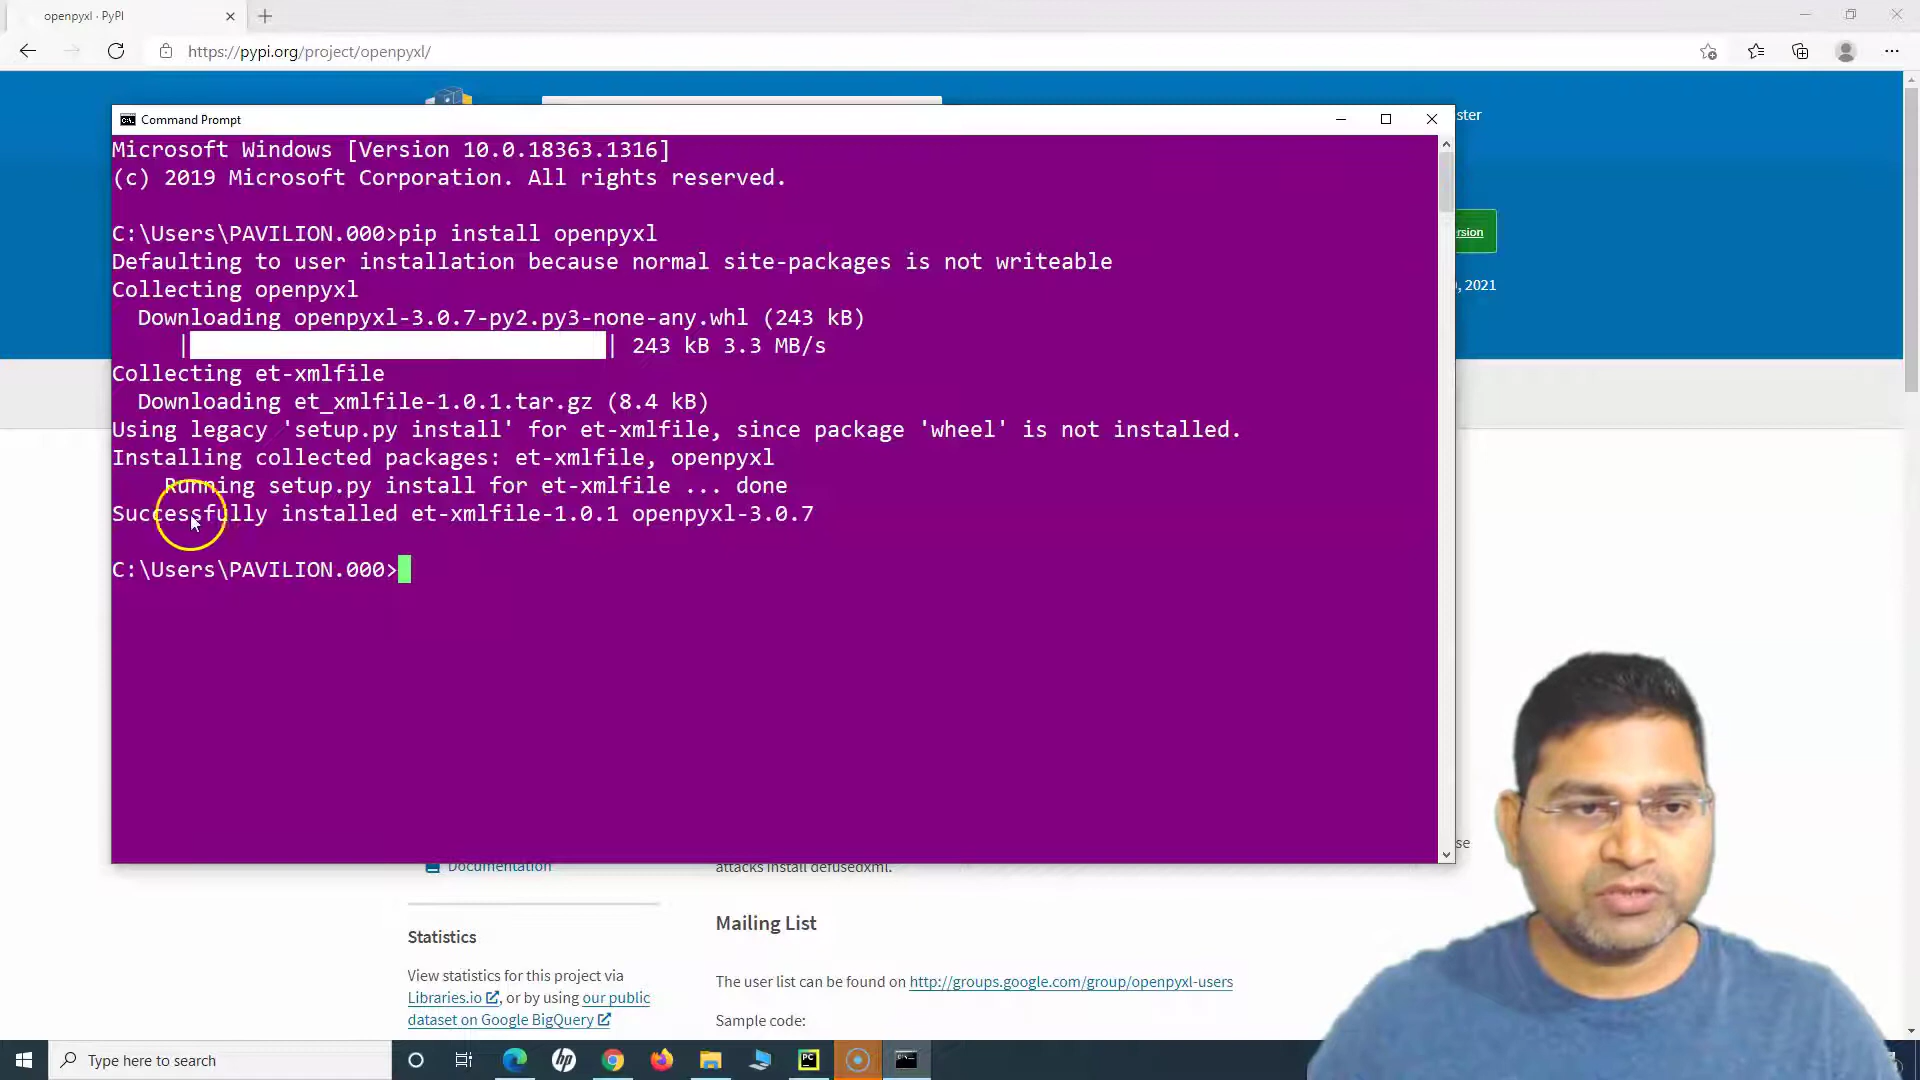 openpyxl · PyPI
https://pypi.org/project/openpyxl/
ster
rsion
, 2021
Command Prompt
Microsoft Windows [Version 10.0.18363.1316]
(c) 2019 Microsoft Corporation. All rights reserved.
C:\Users\PAVILION.000>pip install openpyxl
Defaulting to user installation because normal site-packages is not writeable
Collecting openpyxl
Downloading openpyxl-3.0.7-py2.py3-none-any.whl (243 kB)
| | 243 kB 3.3 MB/s
Collecting et-xmlfile
Downloading et_xmlfile-1.0.1.tar.gz (8.4 kB)
Using legacy 'setup.py install' for et-xmlfile, since package 'wheel' is not installed.
Installing collected packages: et-xmlfile, openpyxl
Running setup.py install for et-xmlfile ... done
Successfully installed et-xmlfile-1.0.1 openpyxl-3.0.7
C:\Users\PAVILION.000>
se
Documentation
attacks install defusedxml.
Statistics
View statistics for this project via
Libraries.io, or by using our public
dataset on Google BigQuery
Mailing List
The user list can be found on http://groups.google.com/group/openpyxl-users
Sample code:
Type here to search
hp
PC